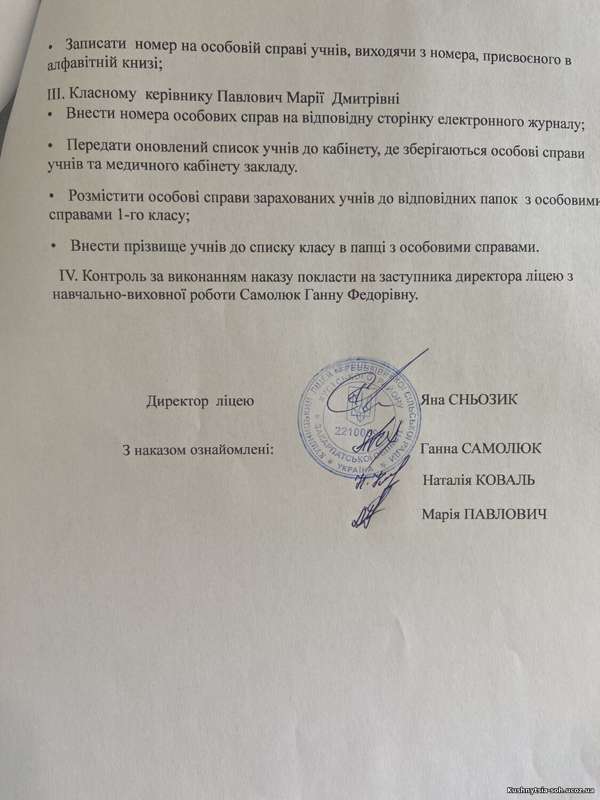 • Записати номер на особовій справі учнів, виходячи з номера, присвоєного в
алфавітній книзі;
III. Класному керівнику Павлович Марії Дмитрівні
• Внести номера особових справ на відповідну сторінку електронного журналу;
• Передати оновлений список учнів до кабінету, де зберігаються особові справи
учнів та медичного кабінету закладу.
• Розмістити особові справи зарахованих учнів до відповідних папок з особовими
справами 1-го класу;
• Внести прізвище учнів до списку класу в папці з особовими справами.
IV. Контроль за виконанням наказу покласти на заступника директора ліцею з
навчально-виховної роботи Самолюк Ганну Федорівну.
Директор ліцею Яна СНЬОЗИК
З наказом ознайомлені: Ганна САМОЛЮК
Наталія КОВАЛЬ
Марія ПАВЛОВИЧ
УКРАЇНА
Kushnytsia-soh.ucoz.ua